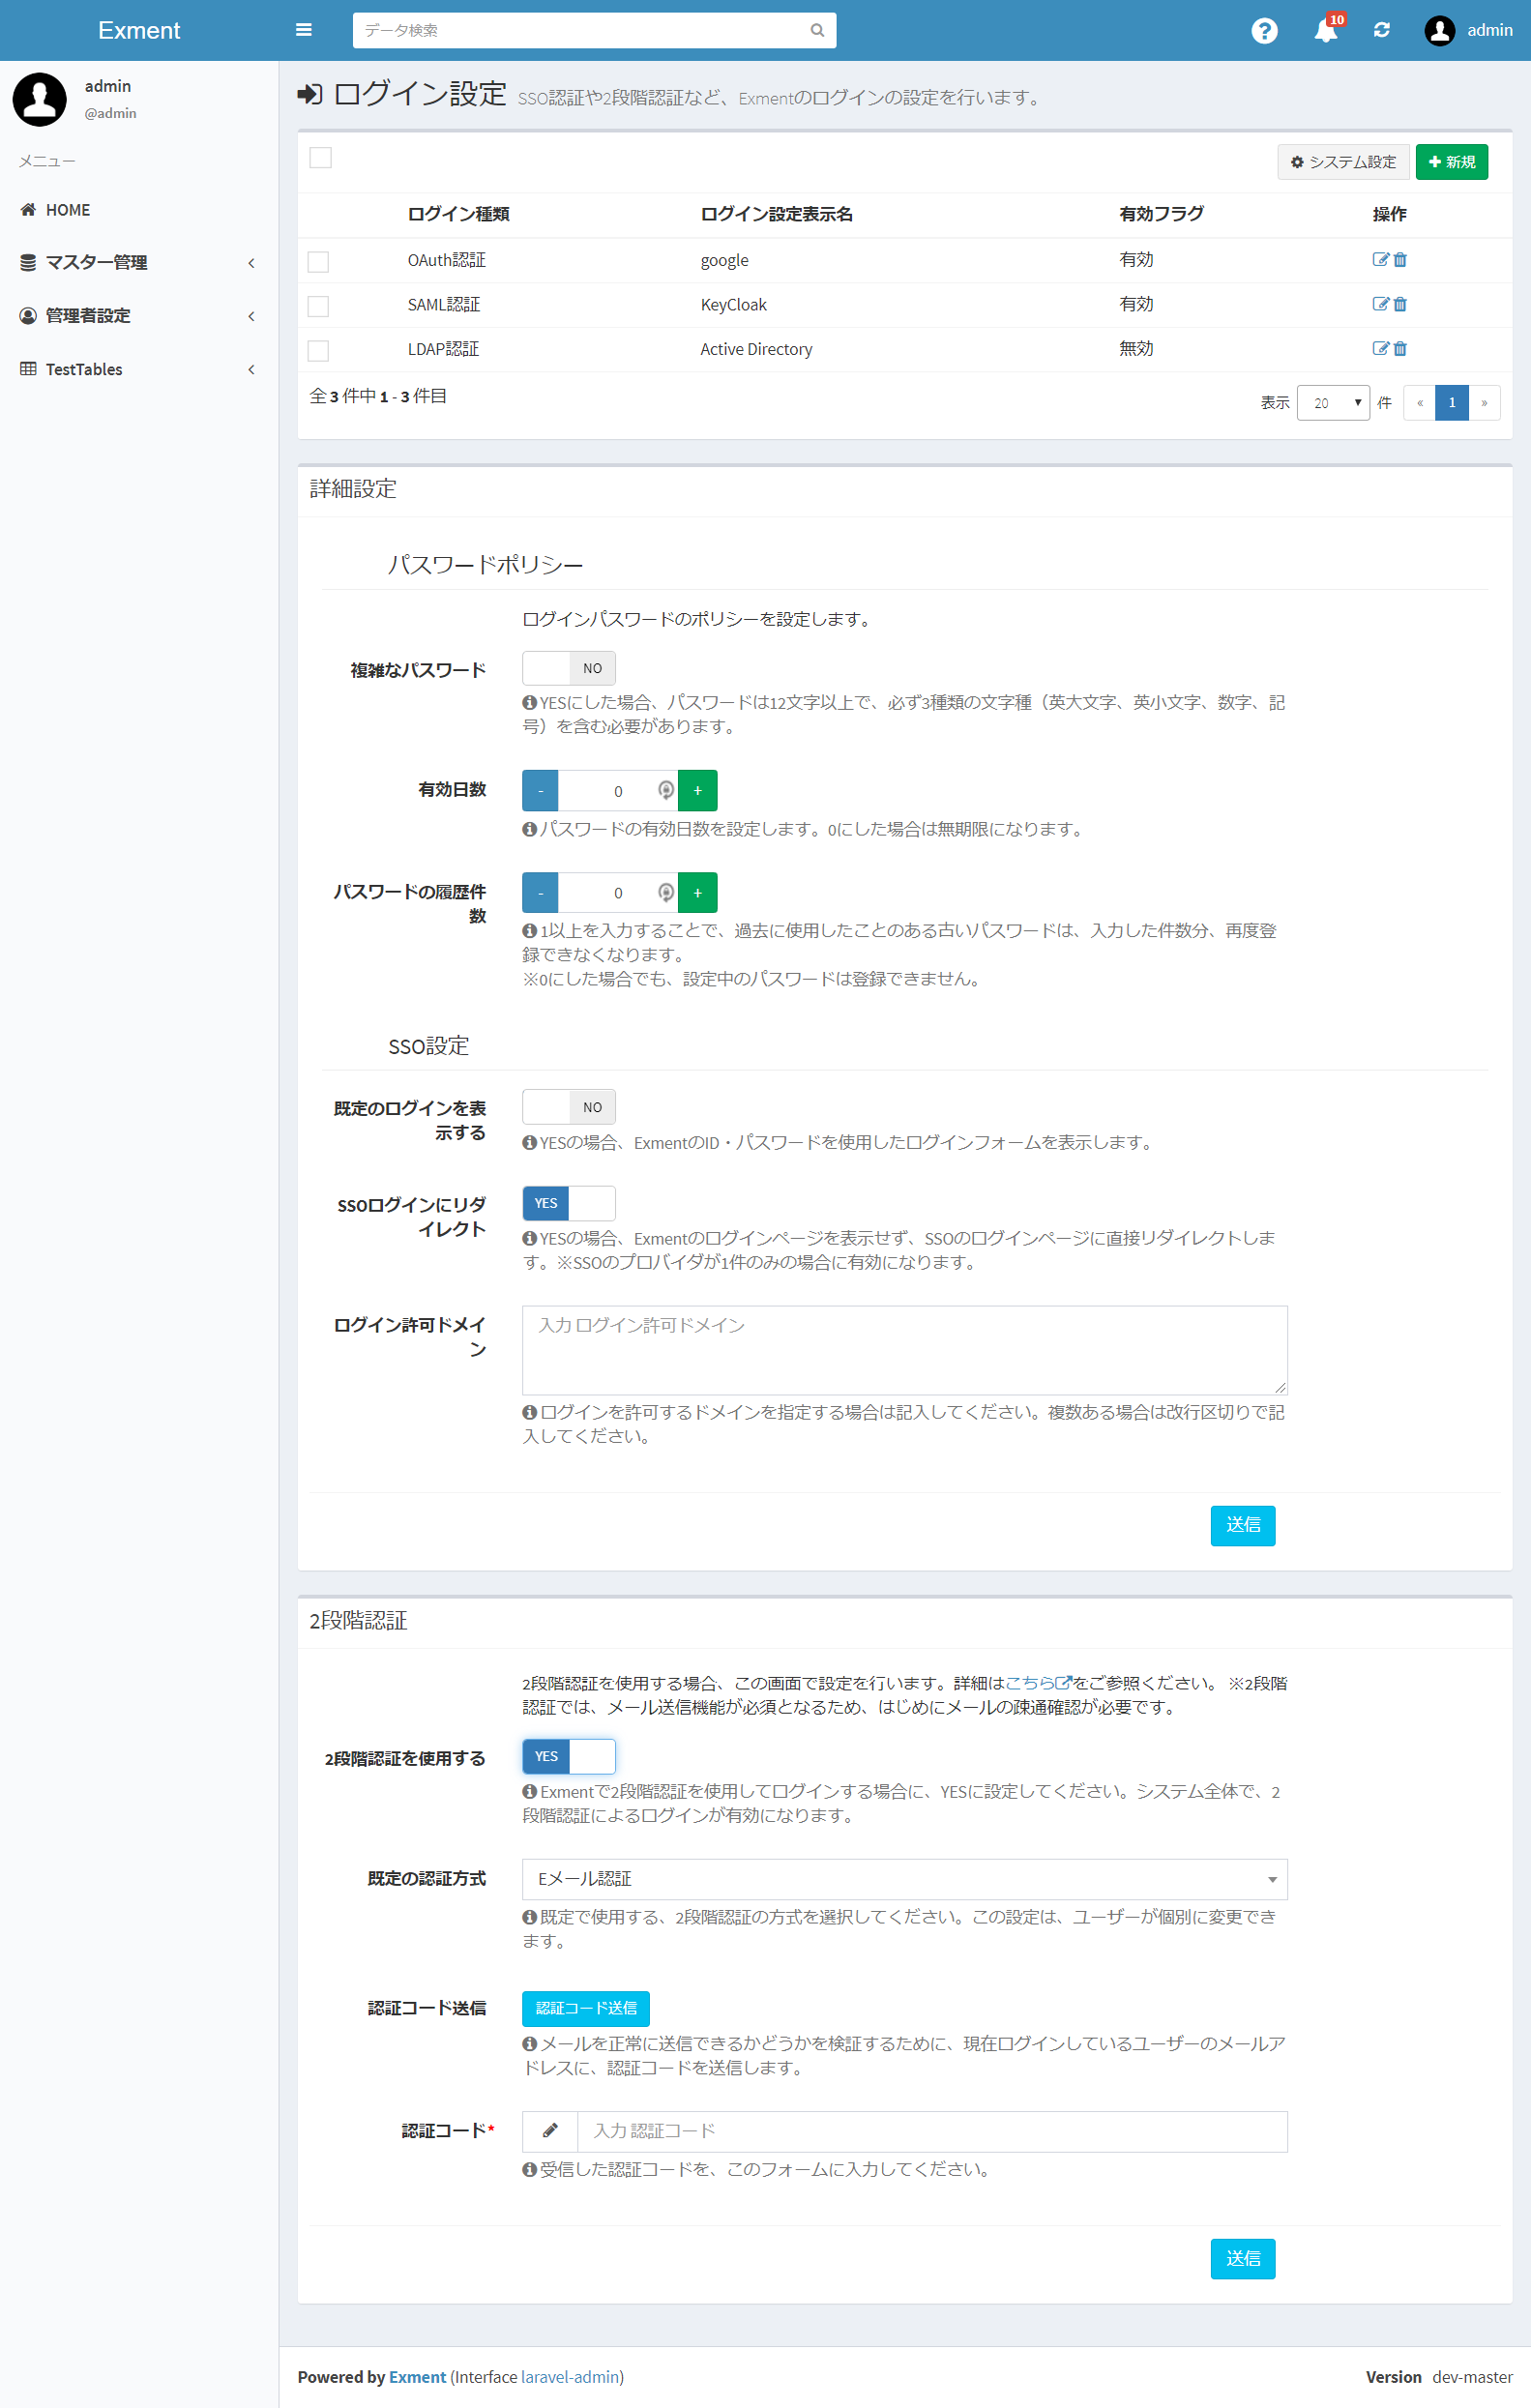 Exment
データ検索
10
admin
admin
@admin
メニュー
HOME
マスター管理
管理者設定
TestTables
ログイン設定 SSO認証や2段階認証など、Exmentのログインの設定を行います。
システム設定 新規
ログイン種類 ログイン設定表示名 有効フラグ 操作
OAuth認証 google 有効
SAML認証 KeyCloak 有効
LDAP認証 Active Directory 無効
全 3 件中 1 - 3 件目
表示 20 件 « 1 »
詳細設定
パスワードポリシー
ログインパスワードのポリシーを設定します。
複雑なパスワード NO
YESにした場合、パスワードは12文字以上で、必ず3種類の文字種（英大文字、英小文字、数字、記
号）を含む必要があります。
有効日数 - 0 +
パスワードの有効日数を設定します。0にした場合は無期限になります。
パスワードの履歴件
数
- 0 +
1以上を入力することで、過去に使用したことのある古いパスワードは、入力した件数分、再度登
録できなくなります。
※0にした場合でも、設定中のパスワードは登録できません。
SSO設定
既定のログインを表
示する
NO
YESの場合、ExmentのID・パスワードを使用したログインフォームを表示します。
SSOログインにリダ
イレクト
YES
YESの場合、Exmentのログインページを表示せず、SSOのログインページに直接リダイレクトしま
す。※SSOのプロバイダが1件のみの場合に有効になります。
ログイン許可ドメイ
ン
入力 ログイン許可ドメイン
ログインを許可するドメインを指定する場合は記入してください。複数ある場合は改行区切りで記
入してください。
送信
2段階認証
2段階認証を使用する場合、この画面で設定を行います。詳細はこちらをご参照ください。 ※2段階
認証では、メール送信機能が必須となるため、はじめにメールの疎通確認が必要です。
2段階認証を使用する YES
Exmentで2段階認証を使用してログインする場合に、YESに設定してください。システム全体で、2
段階認証によるログインが有効になります。
既定の認証方式 Eメール認証
既定で使用する、2段階認証の方式を選択してください。この設定は、ユーザーが個別に変更でき
ます。
認証コード送信 認証コード送信
メールを正常に送信できるかどうかを検証するために、現在ログインしているユーザーのメールア
ドレスに、認証コードを送信します。
認証コード* 入力 認証コード
受信した認証コードを、このフォームに入力してください。
送信
Powered by Exment (Interface laravel-admin) Version dev-master